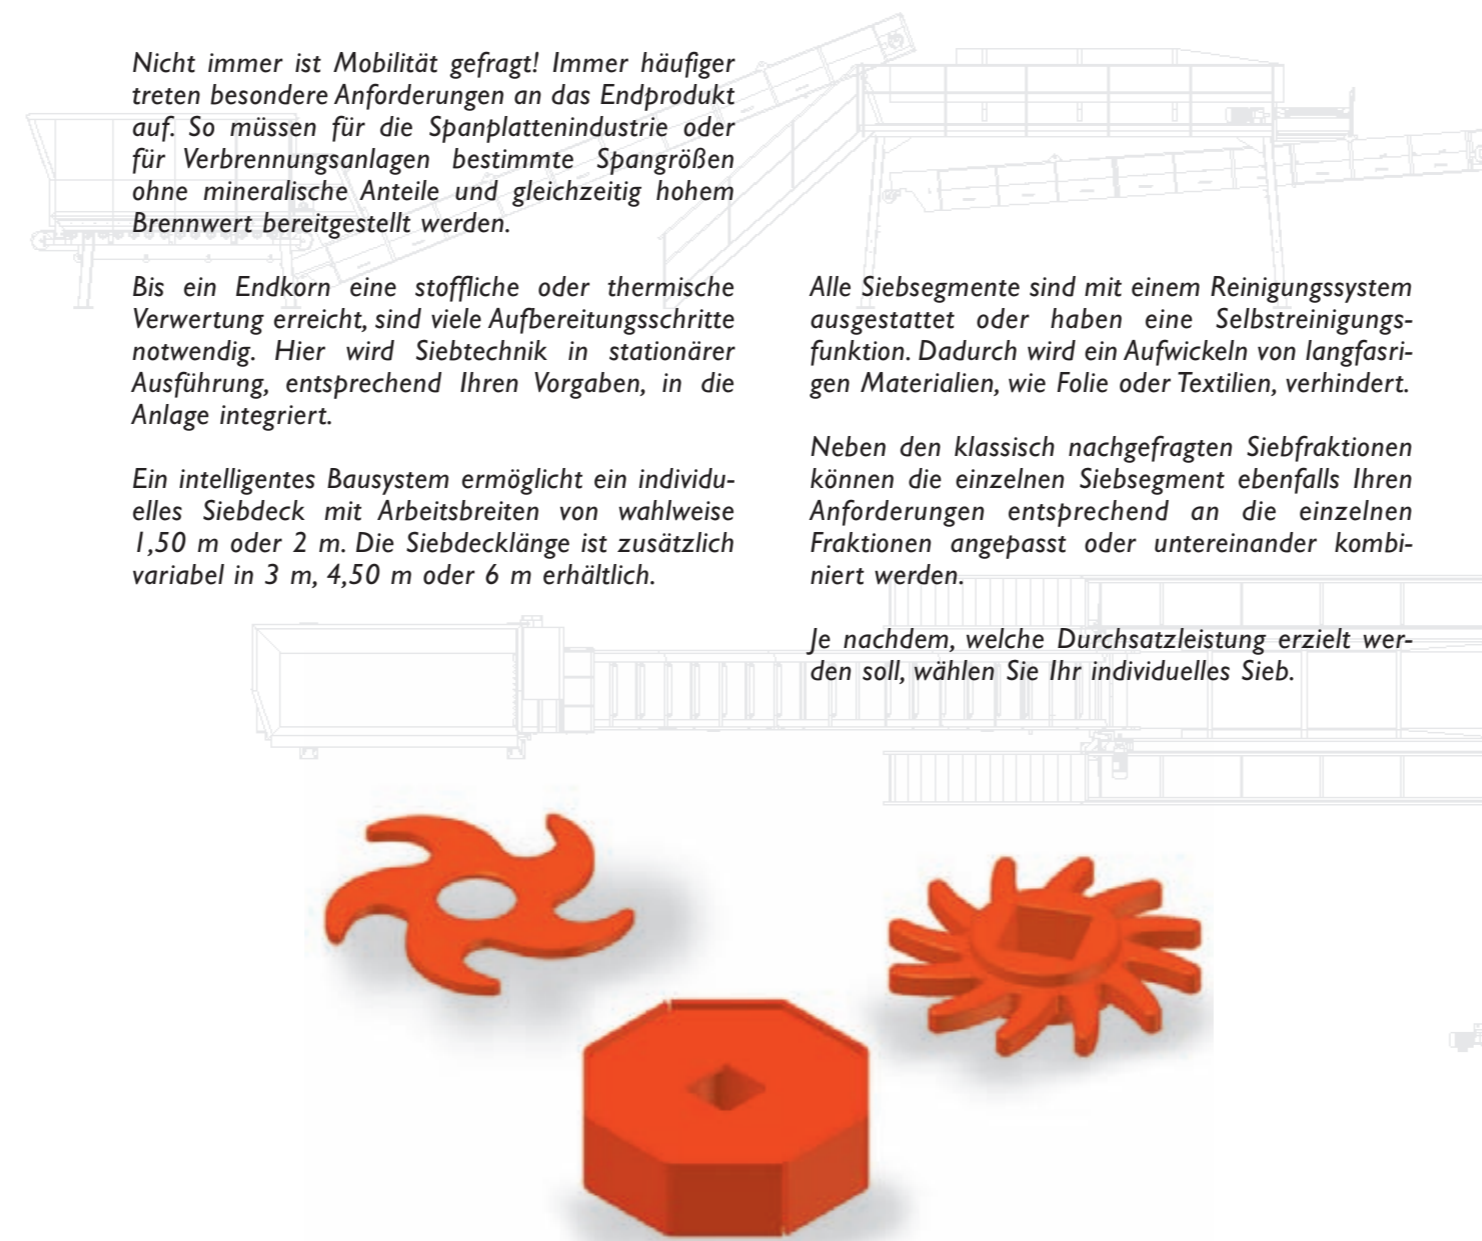 Nicht immer ist Mobilität gefragt! Immer häufiger
treten besondere Anforderungen an das Endprodukt
auf. So müssen für die Spanplattenindustrie oder
für Verbrennungsanlagen bestimmte Spangrößen
ohne mineralische Anteile und gleichzeitig hohem
Brennwert bereitgestellt werden.
Bis ein Endkorn eine stoffliche oder thermische
Verwertung erreicht, sind viele Aufbereitungsschritte
notwendig. Hier wird Siebtechnik in stationärer
Ausführung, entsprechend Ihren Vorgaben, in die
Anlage integriert.
Ein intelligentes Bausystem ermöglicht ein individu-
elles Siebdeck mit Arbeitsbreiten von wahlweise
1,50 m oder 2 m. Die Siebdecklänge ist zusätzlich
variabel in 3 m, 4,50 m oder 6 m erhältlich.
Alle Siebsegmente sind mit einem Reinigungssystem
ausgestattet oder haben eine Selbstreinigungs-
funktion. Dadurch wird ein Aufwickeln von langfasri-
gen Materialien, wie Folie oder Textilien, verhindert.
Neben den klassisch nachgefragten Siebfraktionen
können die einzelnen Siebsegment ebenfalls Ihren
Anforderungen entsprechend an die einzelnen
Fraktionen angepasst oder untereinander kombi-
niert werden.
Je nachdem, welche Durchsatzleistung erzielt wer-
den soll, wählen Sie Ihr individuelles Sieb.